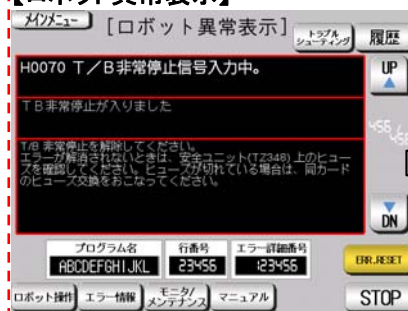 【ロボット異常表示】
メインメニュー
[ロボット異常表示]
トラブル
シューティング
履歴
H0070 T／B非常停止信号入力中。
UP
TB非常停止が入りました
T/B 非常停止を解除してください。
エラーが解消されないときは、安全ユニット(TZ348) 上のヒュー
ズを確認してください。ヒューズが切れている場合は、同カード
のヒューズ交換をおこなってください。
DN
プログラム名
行番号
エラー詳細番号
ABCDEFGHIJKL
23456
123456
ERR.RESET
ロボット操作
エラー情報
モニタ/
メンテナンス
マニュアル
STOP